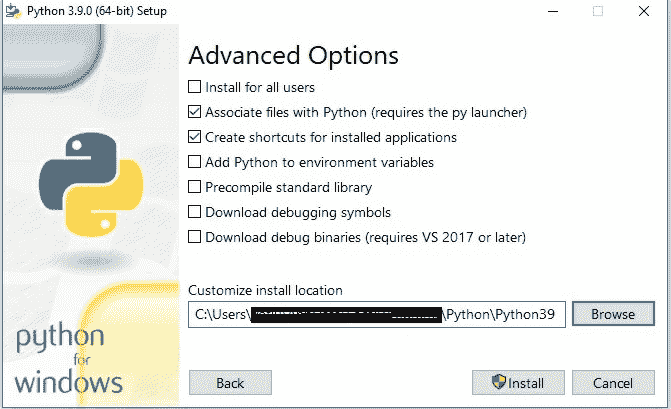 Python 3.9.0 (64-bit) Setup
Advanced Options
Install for all users
Associate files with Python (requires the py launcher)
Create shortcuts for installed applications
Add Python to environment variables
Precompile standard library
Download debugging symbols
Download debug binaries (requires VS 2017 or later)
Customize install location
C:\Users\ \Python\Python39
Browse
python
for
windows
Back
Install
Cancel